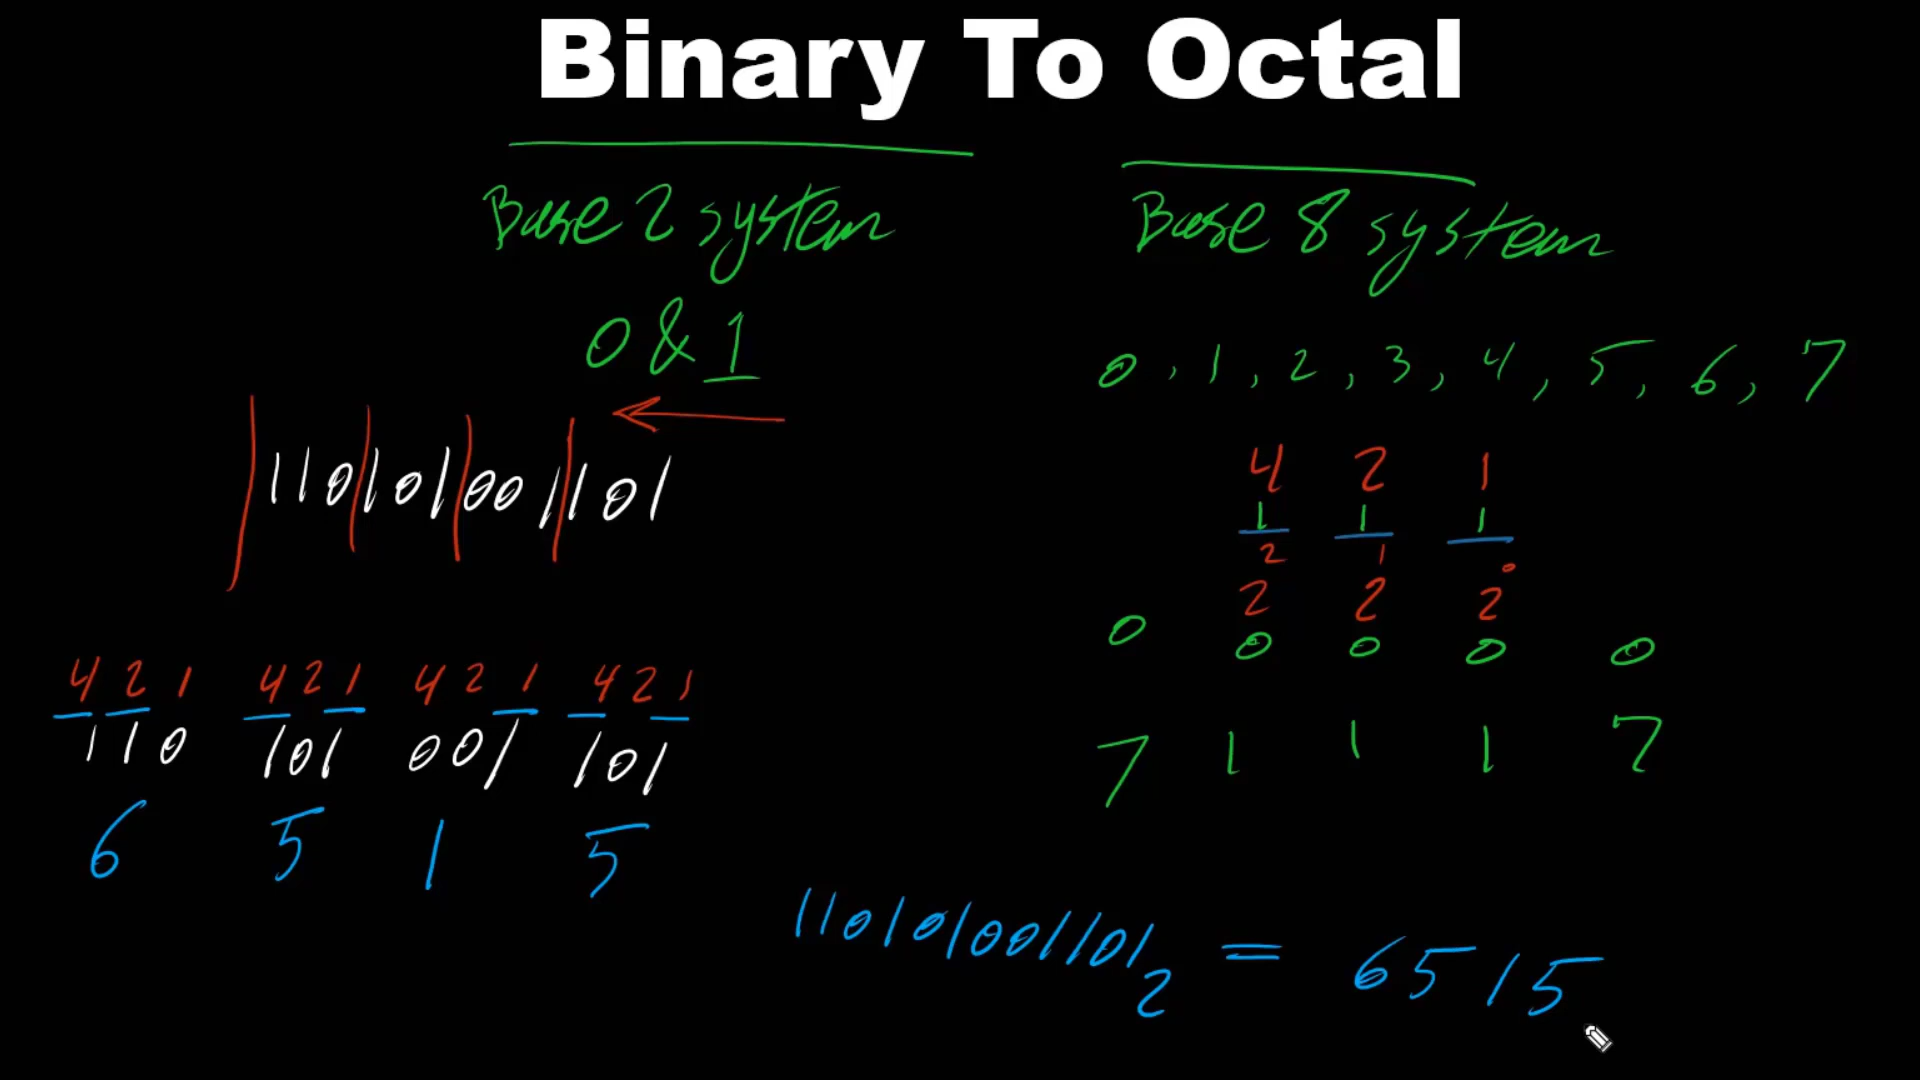 Binary To Octal
Base 2 system
Base 8 system
0 & 1
0, 1, 2, 3, 4, 5, 6, 7
110101001101
4 2 1
1 1 1
2 1 0
2 2 2
0 0 0 0 0
7 1 1 1 7
4 2 1 4 2 1 4 2 1 4 2 1
110 101 001 101
6 5 1 5
110101001101₂ = 6515